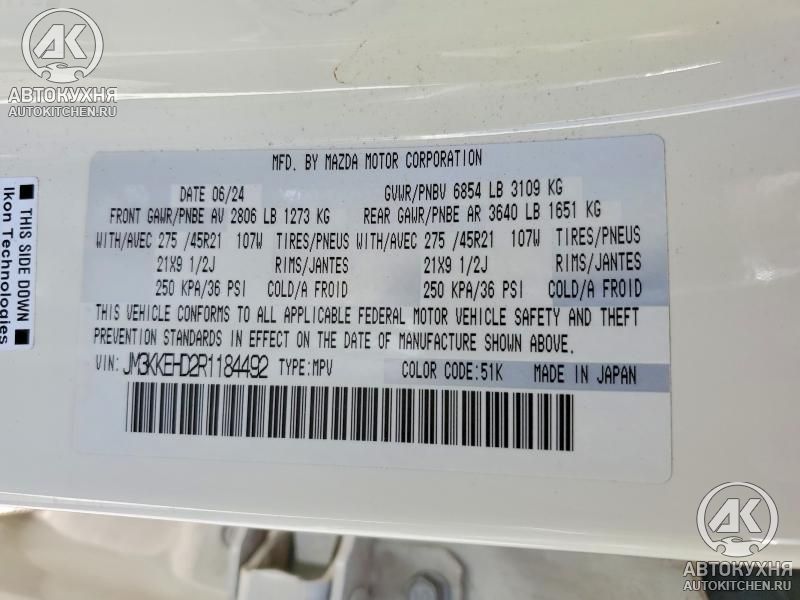 AK
АВТОКУХНЯ
AUTOKITCHEN.RU
THIS SIDE DOWN
Ikon Technologies
MFD. BY MAZDA MOTOR CORPORATION
DATE 06/24 GVWR/PNBV 6854 LB 3109 KG
FRONT GAWR/PNBE AV 2806 LB 1273 KG REAR GAWR/PNBE AR 3640 LB 1651 KG
WITH/AVEC 275 /45R21 107W TIRES/PNEUS WITH/AVEC 275 /45R21 107W TIRES/PNEUS
21X9 1/2J RIMS/JANTES 21X9 1/2J RIMS/JANTES
250 KPA/36 PSI COLD/A FROID 250 KPA/36 PSI COLD/A FROID
THIS VEHICLE CONFORMS TO ALL APPLICABLE FEDERAL MOTOR VEHICLE SAFETY AND THEFT
PREVENTION STANDARDS IN EFFECT ON THE DATE OF MANUFACTURE SHOWN ABOVE.
VIN: JM3KKEHD2R1184492 TYPE:MPV COLOR CODE:51K MADE IN JAPAN
AK
АВТОКУХНЯ
AUTOKITCHEN.RU